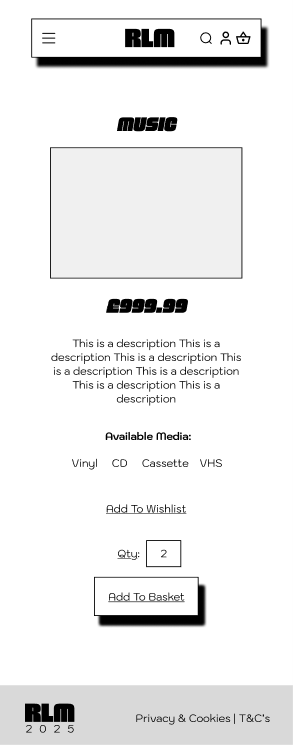 RLM
MUSIC
£999.99
This is a description This is a
description This is a description This
is a description This is a description
This is a description This is a
description
Available Media:
Vinyl CD Cassette VHS
Add To Wishlist
Qty: 2
Add To Basket
RLM
2025
Privacy & Cookies | T&C's